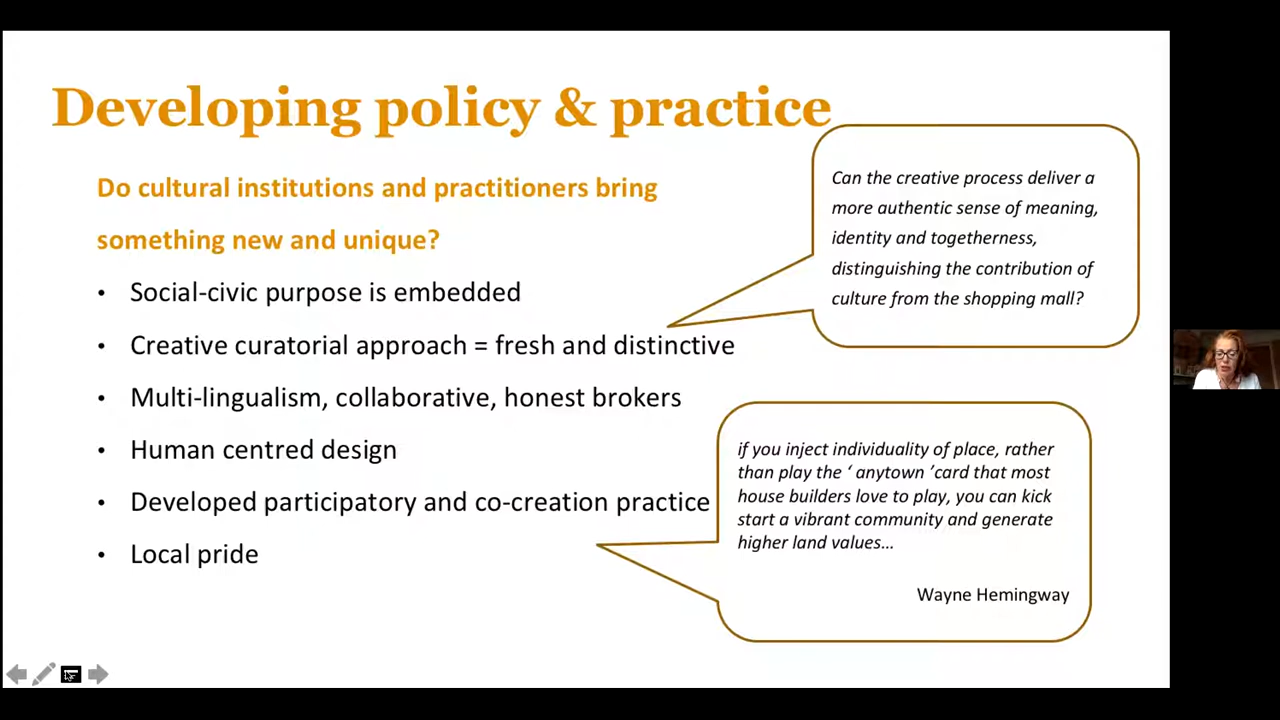 Developing policy & practice
Do cultural institutions and practitioners bring
something new and unique?
• Social-civic purpose is embedded
• Creative curatorial approach = fresh and distinctive
• Multi-lingualism, collaborative, honest brokers
• Human centred design
• Developed participatory and co-creation practice
• Local pride
Can the creative process deliver a
more authentic sense of meaning,
identity and togetherness,
distinguishing the contribution of
culture from the shopping mall?
if you inject individuality of place, rather
than play the ‘ anytown ’card that most
house builders love to play, you can kick
start a vibrant community and generate
higher land values…
Wayne Hemingway